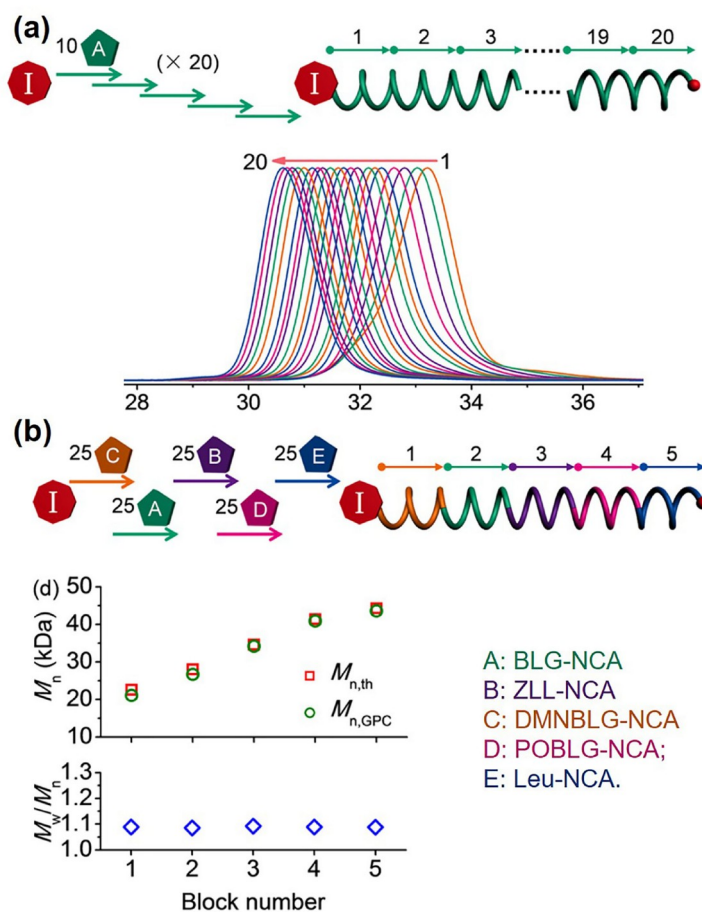 (a)
10 A (× 20)
I
I
1 2 3 19 20
20 1
28 30 32 34 36
(b)
25 C 25 B 25 E
1 2 3 4 5
I
I
25 A 25 D
(d)
50
40
30
20
10
Mn (kDa)
Mn,th
Mn,GPC
1.3
1.2
1.1
1.0
Mw/Mn
1 2 3 4 5
Block number
A: BLG-NCA
B: ZLL-NCA
C: DMNBLG-NCA
D: POBLG-NCA;
E: Leu-NCA.